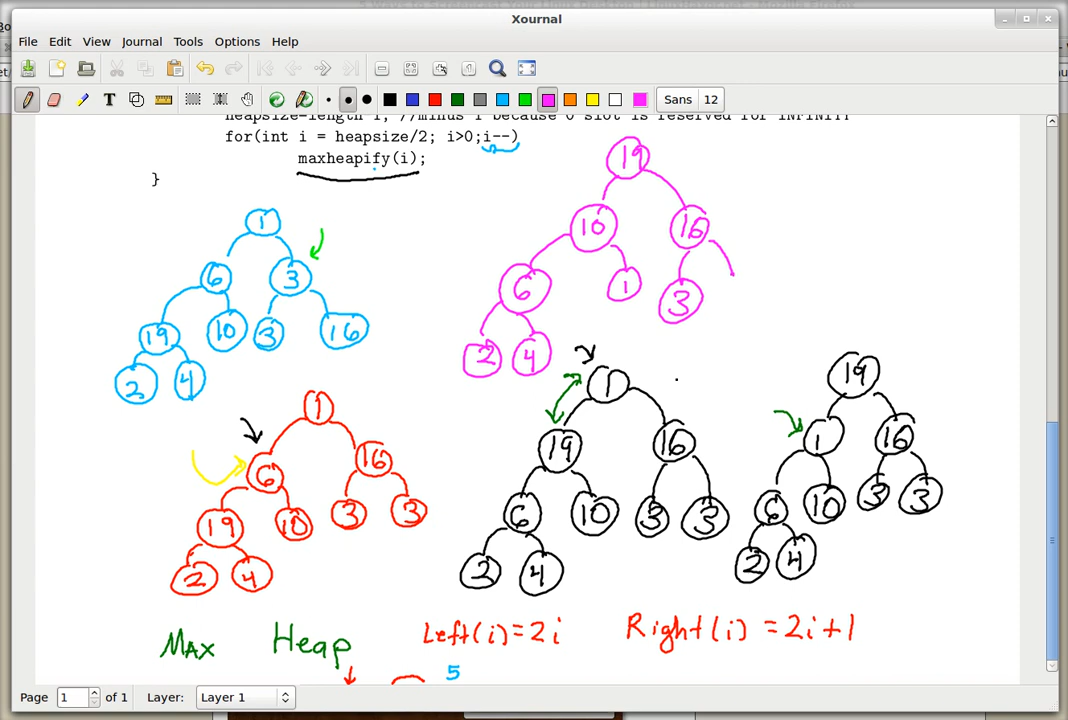 Xournal
File Edit View Journal Tools Options Help
Sans 12
for(int i = heapsize/2; i>0;i--)
maxheapify(i);
}
1
6 3
19 10 3 16
2 4
19
10 16
6 1 3
2 4
1
6 16
19 10 3 3
2 4
1
19 16
6 10 3 3
2 4
19
1 16
6 10 3 3
2 4
Max Heap Left(i)=2i Right(i) =2i+1
5
Page 1 of 1 Layer: Layer 1